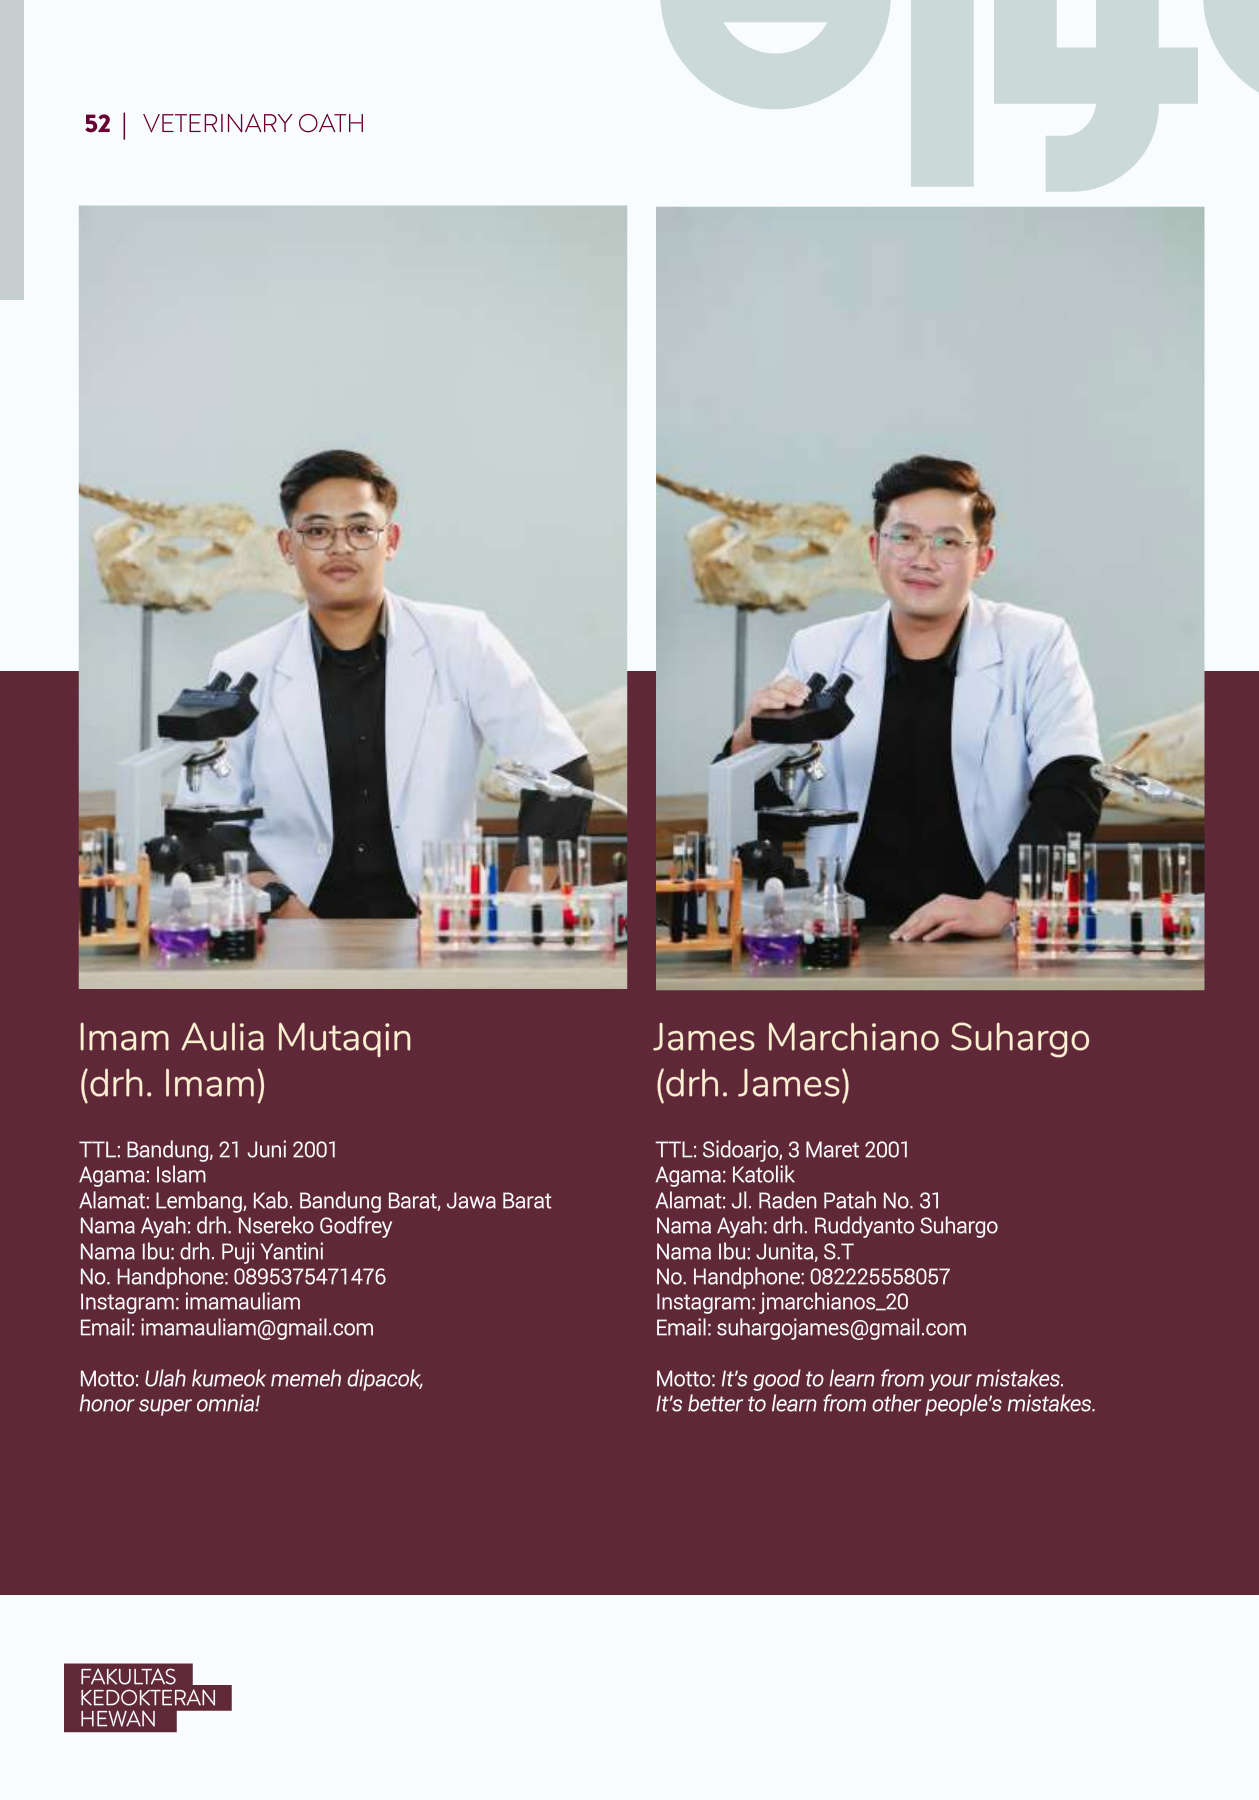 52 | VETERINARY OATH
Imam Aulia Mutaqin
(drh. Imam)
TTL: Bandung, 21 Juni 2001
Agama: Islam
Alamat: Lembang, Kab. Bandung Barat, Jawa Barat
Nama Ayah: drh. Nsereko Godfrey
Nama Ibu: drh. Puji Yantini
No. Handphone: 0895375471476
Instagram: imamauliam
Email: imamauliam@gmail.com
Motto: Ulah kumeok memeh dipacok,
honor super omnia!
James Marchiano Suhargo
(drh. James)
TTL: Sidoarjo, 3 Maret 2001
Agama: Katolik
Alamat: Jl. Raden Patah No. 31
Nama Ayah: drh. Ruddyanto Suhargo
Nama Ibu: Junita, S.T
No. Handphone: 082225558057
Instagram: jmarchianos_20
Email: suhargojames@gmail.com
Motto: It's good to learn from your mistakes.
It's better to learn from other people's mistakes.
FAKULTAS
KEDOKTERAN
HEWAN